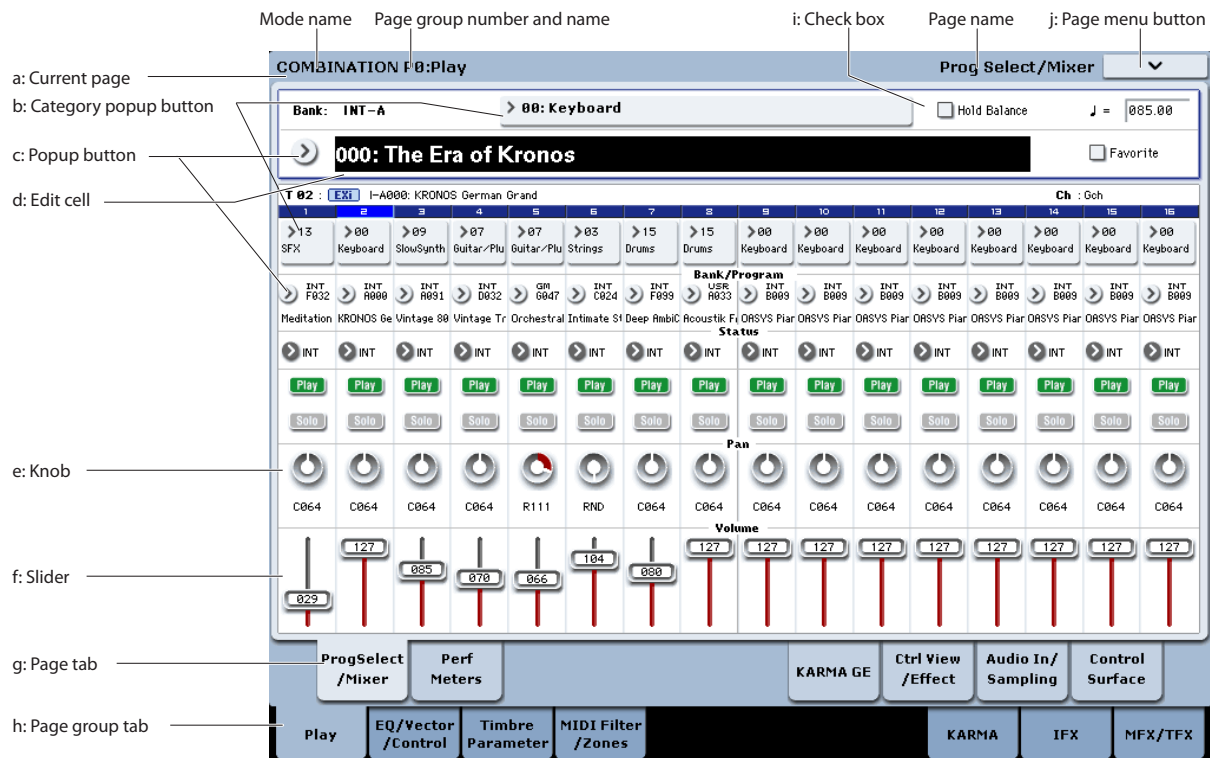 Mode name Page group number and name i: Check box Page name j: Page menu button
COMBINATION P0:Play Prog Select/Mixer
a: Current page
b: Category popup button
Bank: INT-A 00: Keyboard Hold Balance ♩ = 085.00
c: Popup button
000: The Era of Kronos Favorite
d: Edit cell
T 02 : EXi I-A000: KRONOS German Grand Ch : Gch
1 2 3 4 5 6 7 8 9 10 11 12 13 14 15 16
13 00 09 07 07 03 15 15 00 00 00 00 00 00 00 00
SFX Keyboard SlowSynth Guitar/Plu Guitar/Plu Strings Drums Drums Keyboard Keyboard Keyboard Keyboard Keyboard Keyboard Keyboard Keyboard
Bank/Program
INT INT INT INT GM INT INT USR INT INT INT INT INT INT INT INT
F032 A000 A091 D032 G047 C024 F099 A033 B009 B009 B009 B009 B009 B009 B009 B009
Meditation KRONOS Ge Vintage 80 Vintage Tr Orchestral Intimate St Deep AmbiC Acoustik Fr OASYS Piar OASYS Piar OASYS Piar OASYS Piar OASYS Piar OASYS Piar OASYS Piar OASYS Piar
Status
INT INT INT INT INT INT INT INT INT INT INT INT INT INT INT INT
Play Play Play Play Play Play Play Play Play Play Play Play Play Play Play Play
Solo Solo Solo Solo Solo Solo Solo Solo Solo Solo Solo Solo Solo Solo Solo Solo
Pan
e: Knob
C064 C064 C064 C064 R111 RND C064 C064 C064 C064 C064 C064 C064 C064 C064 C064
Volume
f: Slider
029 127 085 070 066 104 080 127 127 127 127 127 127 127 127 127
g: Page tab
ProgSelect Perf KARMA GE Ctrl View Audio In/ Control
/Mixer Meters /Effect Sampling Surface
h: Page group tab
Play EQ/Vector Timbre MIDI Filter KARMA IFX MFX/TFX
/Control Parameter /Zones